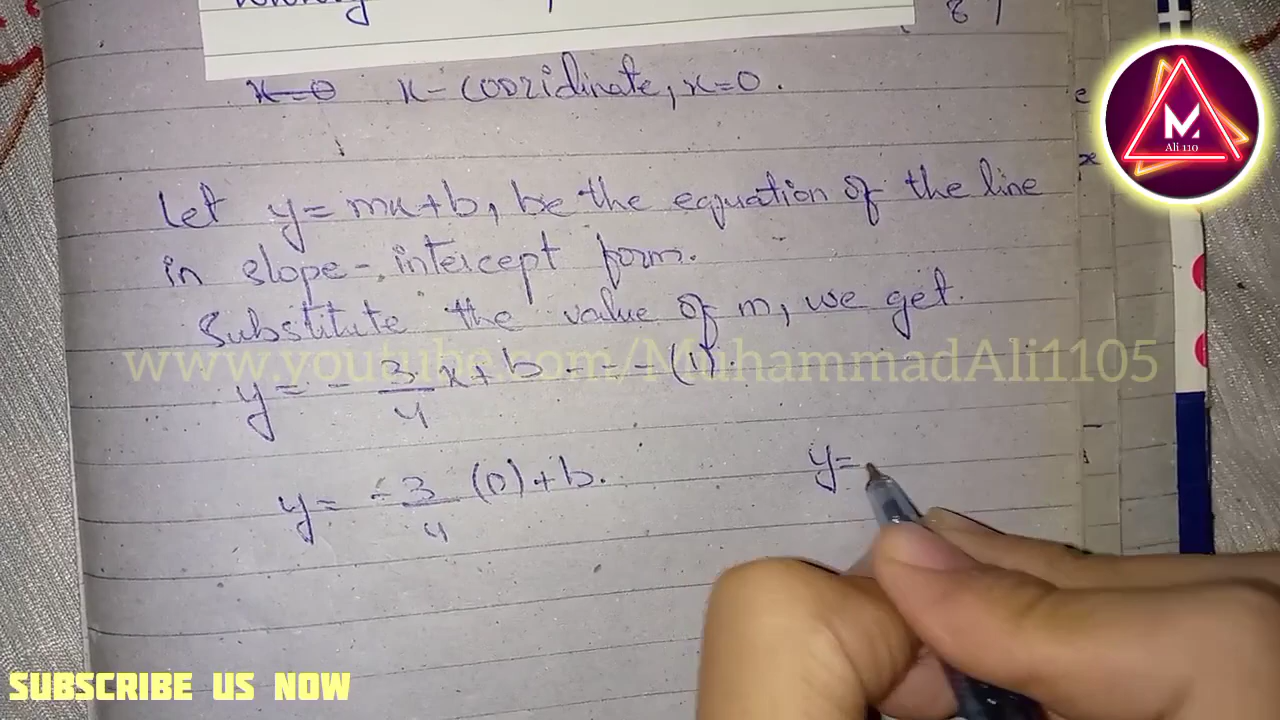 x=0 x-coordinate, x=0.
Let y=mx+b, be the equation of the line
in slope-intercept form.
Substitute the value of m, we get.
www.youtube.com/MuhammadAli1105
y= - 3/4 x+b - - - (1).
y= -3/4 (0)+b.
y=
M
Ali 110
SUBSCRIBE US NOW